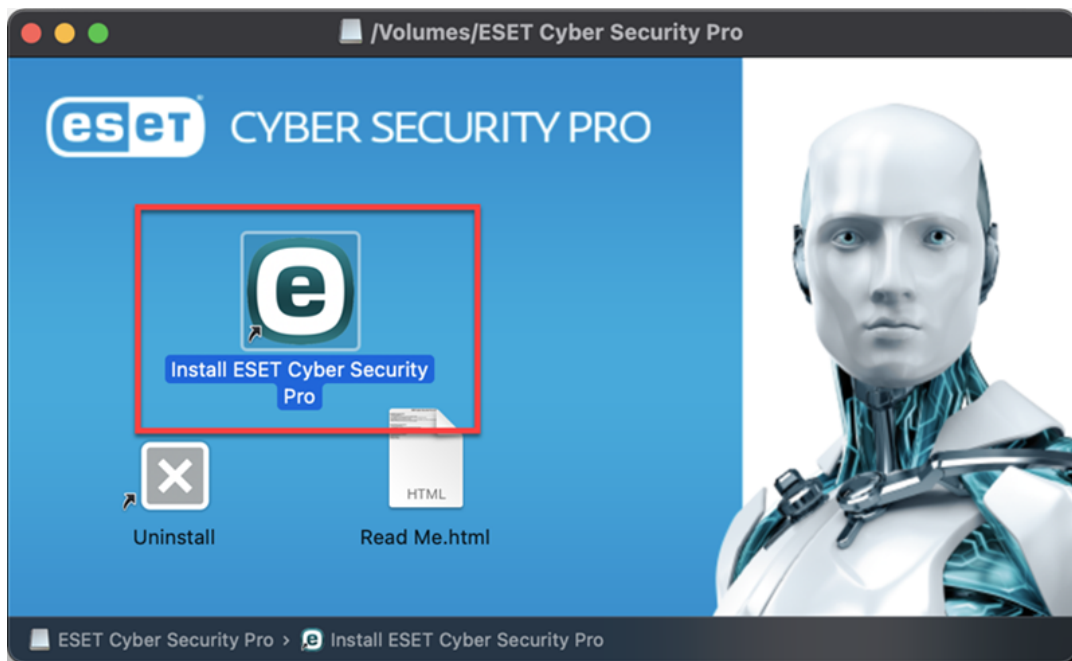 /Volumes/ESET Cyber Security Pro
eseT CYBER SECURITY PRO
e
Install ESET Cyber Security
Pro
HTML
Uninstall
Read Me.html
ESET Cyber Security Pro › e Install ESET Cyber Security Pro